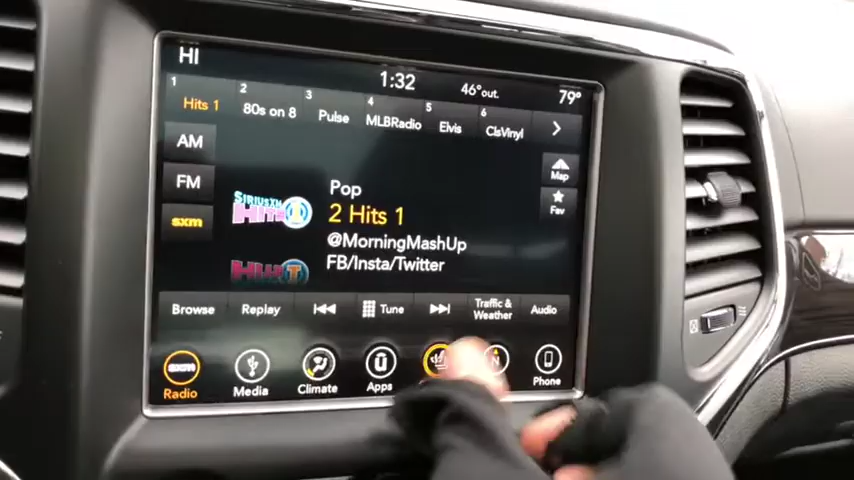 HI
1:32
46° out.
79°
1 Hits 1
2 80s on 8
3 Pulse
4 MLBRadio
5 Elvis
6 ClsVinyl
AM
FM
sxm
Map
Fav
SIRIUSXM
HITS 1
Pop
2 Hits 1
@MorningMashUp
FB/Insta/Twitter
Browse
Replay
Tune
Traffic &
Weather
Audio
sxm
Radio
Media
Climate
Apps
N
Phone